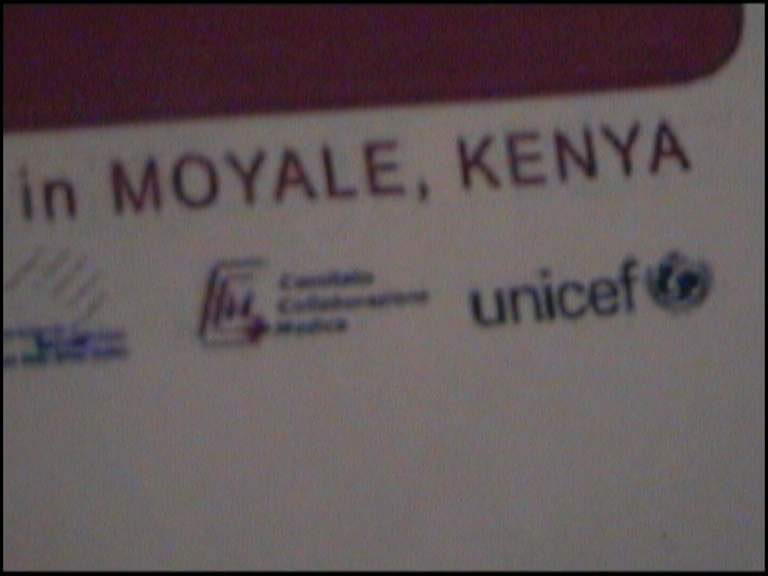 in MOYALE, KENYA
Comitato
Collaborazione
Medica
unicef